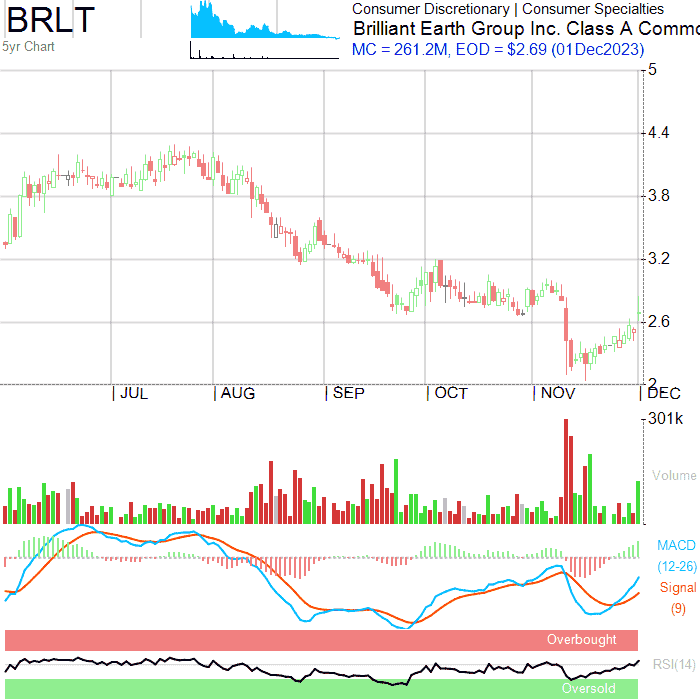 BRLT
5yr Chart
Consumer Discretionary | Consumer Specialties
Brilliant Earth Group Inc. Class A Commo
MC = 261.2M, EOD = $2.69 (01Dec2023)
5
4.4
3.8
3.2
2.6
2
| JUL | AUG | SEP | OCT | NOV | DEC
301k
Volume
MACD
(12-26)
Signal
(9)
Overbought
RSI(14)
Oversold